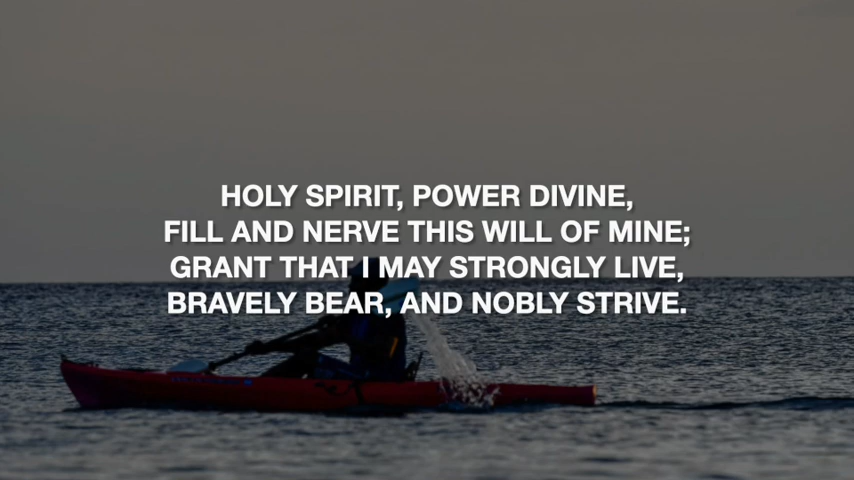 HOLY SPIRIT, POWER DIVINE,
FILL AND NERVE THIS WILL OF MINE;
GRANT THAT I MAY STRONGLY LIVE,
BRAVELY BEAR, AND NOBLY STRIVE.